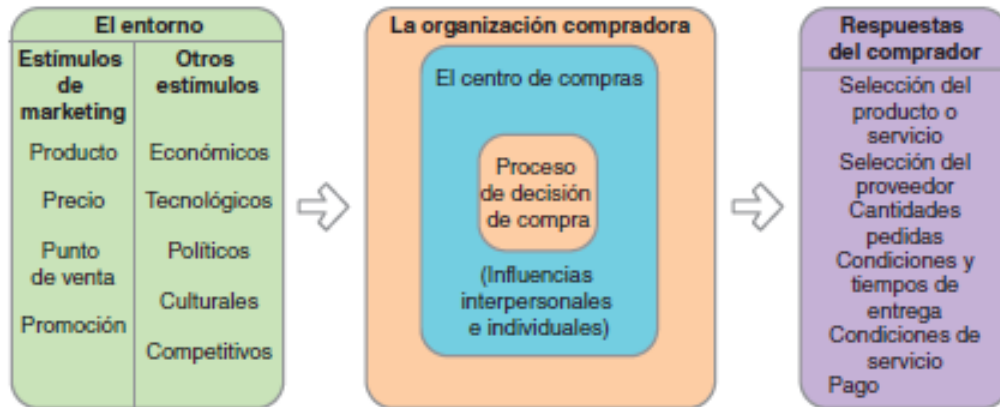 El entorno
Estímulos
de
marketing
Producto
Precio
Punto
de venta
Promoción
Otros
estímulos
Económicos
Tecnológicos
Políticos
Culturales
Competitivos
La organización compradora
El centro de compras
Proceso
de decisión
de compra
(Influencias
interpersonales
e individuales)
Respuestas
del comprador
Selección del
producto o
servicio
Selección del
proveedor
Cantidades
pedidas
Condiciones y
tiempos de
entrega
Condiciones de
servicio
Pago